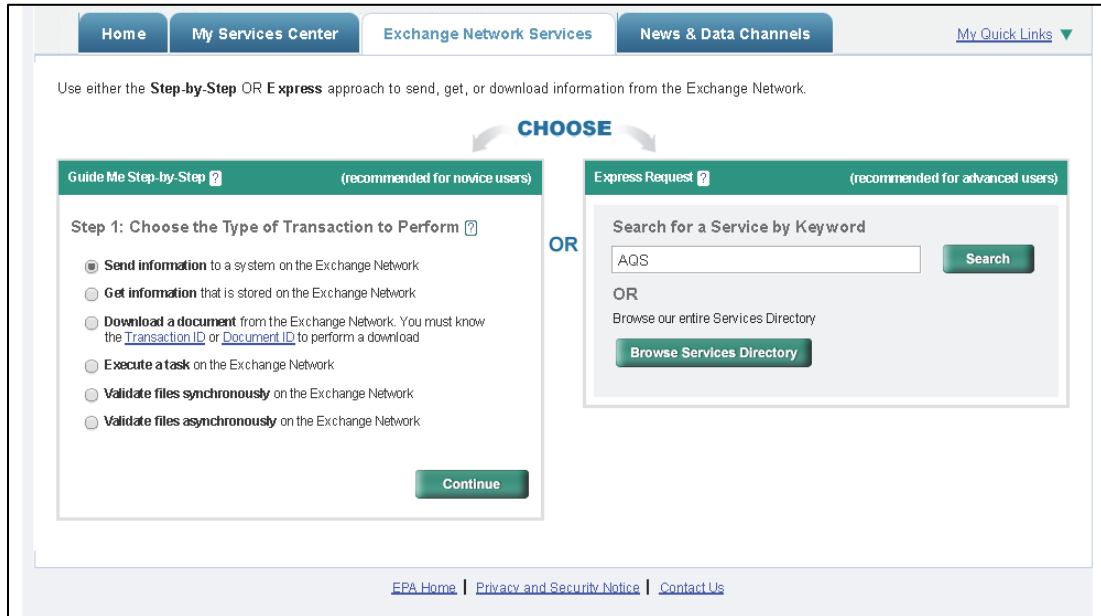 Home
My Services Center
Exchange Network Services
News & Data Channels
My Quick Links ▼
Use either the Step-by-Step OR Express approach to send, get, or download information from the Exchange Network.
CHOOSE
Guide Me Step-by-Step ? (recommended for novice users)
Step 1: Choose the Type of Transaction to Perform ?
Send information to a system on the Exchange Network
Get information that is stored on the Exchange Network
Download a document from the Exchange Network. You must know
the Transaction ID or Document ID to perform a download
Execute a task on the Exchange Network
Validate files synchronously on the Exchange Network
Validate files asynchronously on the Exchange Network
Continue
OR
Express Request ? (recommended for advanced users)
Search for a Service by Keyword
AQS
Search
OR
Browse our entire Services Directory
Browse Services Directory
EPA Home | Privacy and Security Notice | Contact Us